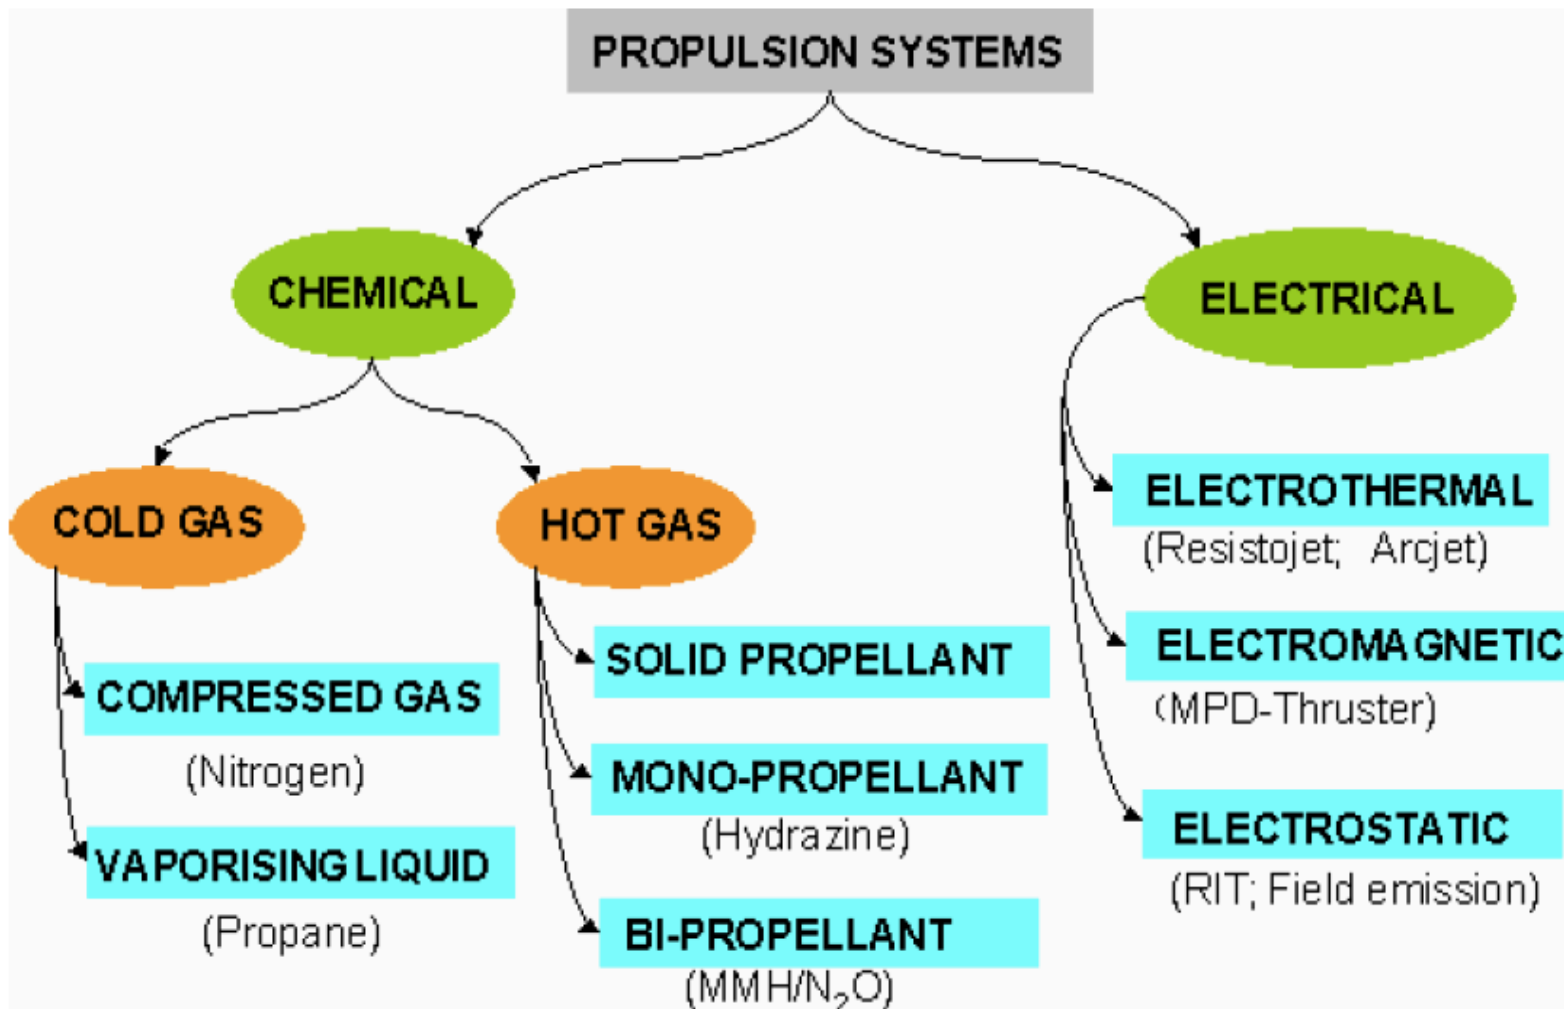 PROPULSION SYSTEMS
CHEMICAL
ELECTRICAL
COLD GAS
HOT GAS
ELECTROTHERMAL
(Resistojet; Arcjet)
ELECTROMAGNETIC
(MPD-Thruster)
ELECTROSTATIC
(RIT; Field emission)
SOLID PROPELLANT
MONO-PROPELLANT
(Hydrazine)
BI-PROPELLANT
(MMH/N₂O)
COMPRESSED GAS
(Nitrogen)
VAPORISING LIQUID
(Propane)